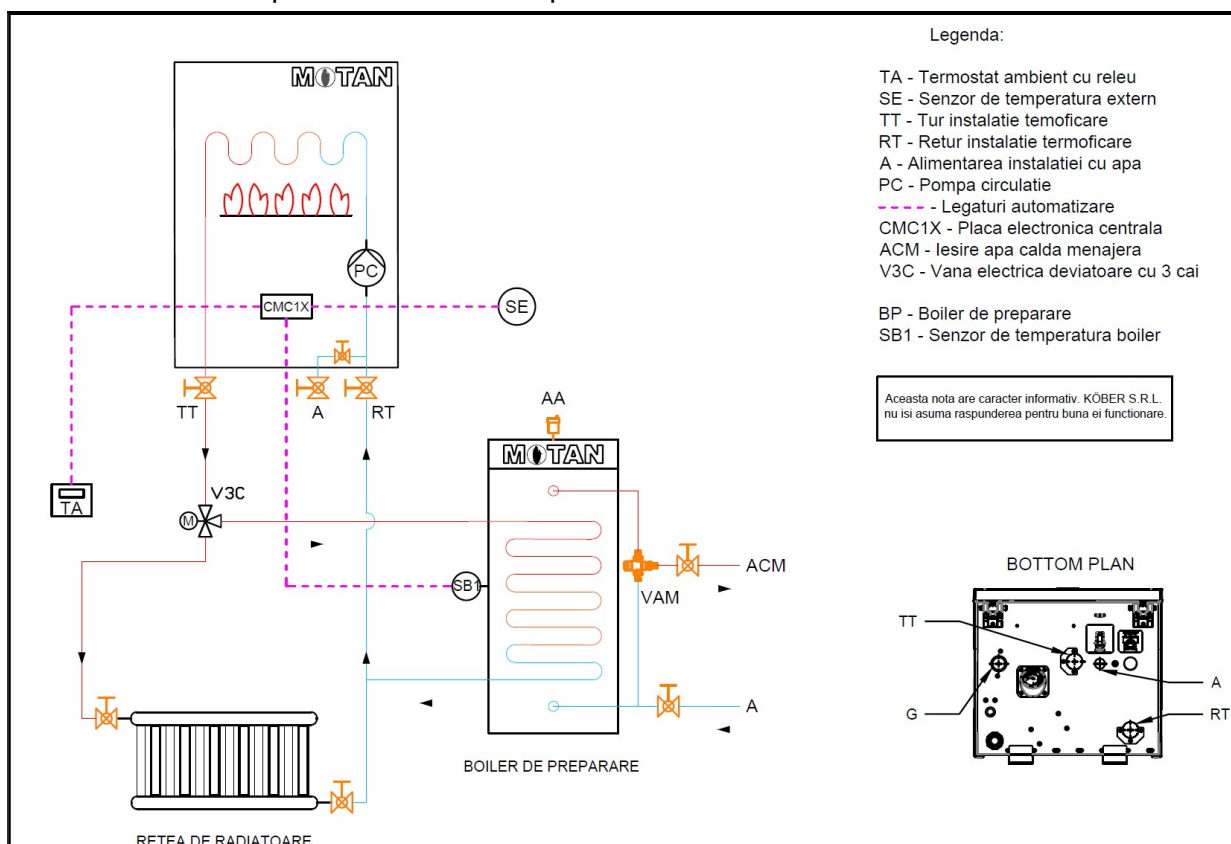 Legenda:
TA - Termostat ambient cu releu
SE - Senzor de temperatura extern
TT - Tur instalatie temoficare
RT - Retur instalatie termoficare
A - Alimentarea instalatiei cu apa
PC - Pompa circulatie
- Legaturi automatizare
CMC1X - Placa electronica centrala
ACM - Iesire apa calda menajera
V3C - Vana electrica deviatoare cu 3 cai
BP - Boiler de preparare
SB1 - Senzor de temperatura boiler
Aceasta nota are caracter informativ. KÖBER S.R.L.
nu isi asuma raspunderea pentru buna ei functionare.
MOTAN
PC
CMC1X
SE
TT
A
RT
AA
MOTAN
TA
V3C
M
SB1
VAM
ACM
A
BOILER DE PREPARARE
RETEA DE RADIATOARE
BOTTOM PLAN
TT
G
A
RT